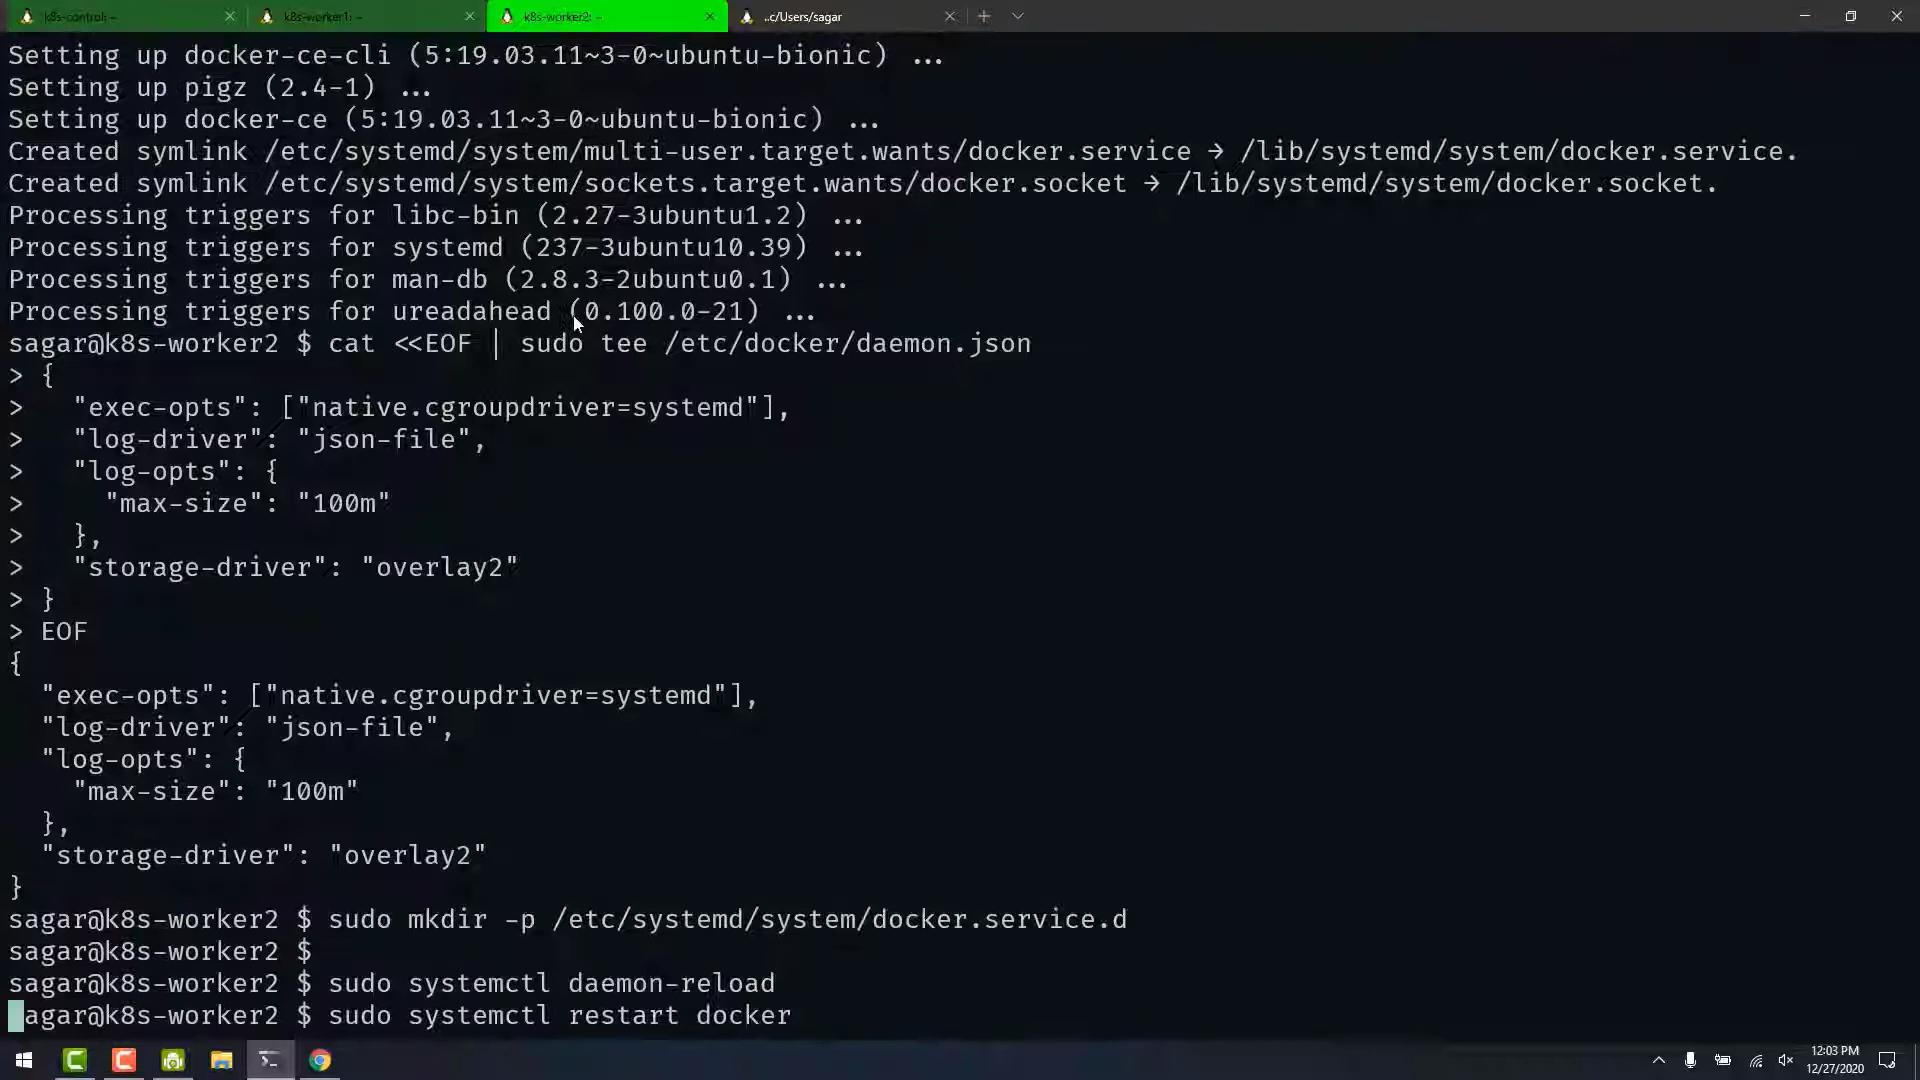 k8s-control: ~
k8s-worker1: ~
k8s-worker2: ~
..c/Users/sagar
Setting up docker-ce-cli (5:19.03.11~3-0~ubuntu-bionic) ...
Setting up pigz (2.4-1) ...
Setting up docker-ce (5:19.03.11~3-0~ubuntu-bionic) ...
Created symlink /etc/systemd/system/multi-user.target.wants/docker.service → /lib/systemd/system/docker.service.
Created symlink /etc/systemd/system/sockets.target.wants/docker.socket → /lib/systemd/system/docker.socket.
Processing triggers for libc-bin (2.27-3ubuntu1.2) ...
Processing triggers for systemd (237-3ubuntu10.39) ...
Processing triggers for man-db (2.8.3-2ubuntu0.1) ...
Processing triggers for ureadahead (0.100.0-21) ...
sagar@k8s-worker2 $ cat <<EOF | sudo tee /etc/docker/daemon.json
> {
>   "exec-opts": ["native.cgroupdriver=systemd"],
>   "log-driver": "json-file",
>   "log-opts": {
>     "max-size": "100m"
>   },
>   "storage-driver": "overlay2"
> }
> EOF
{
  "exec-opts": ["native.cgroupdriver=systemd"],
  "log-driver": "json-file",
  "log-opts": {
    "max-size": "100m"
  },
  "storage-driver": "overlay2"
}
sagar@k8s-worker2 $ sudo mkdir -p /etc/systemd/system/docker.service.d
sagar@k8s-worker2 $
sagar@k8s-worker2 $ sudo systemctl daemon-reload
agar@k8s-worker2 $ sudo systemctl restart docker
12:03 PM
12/27/2020